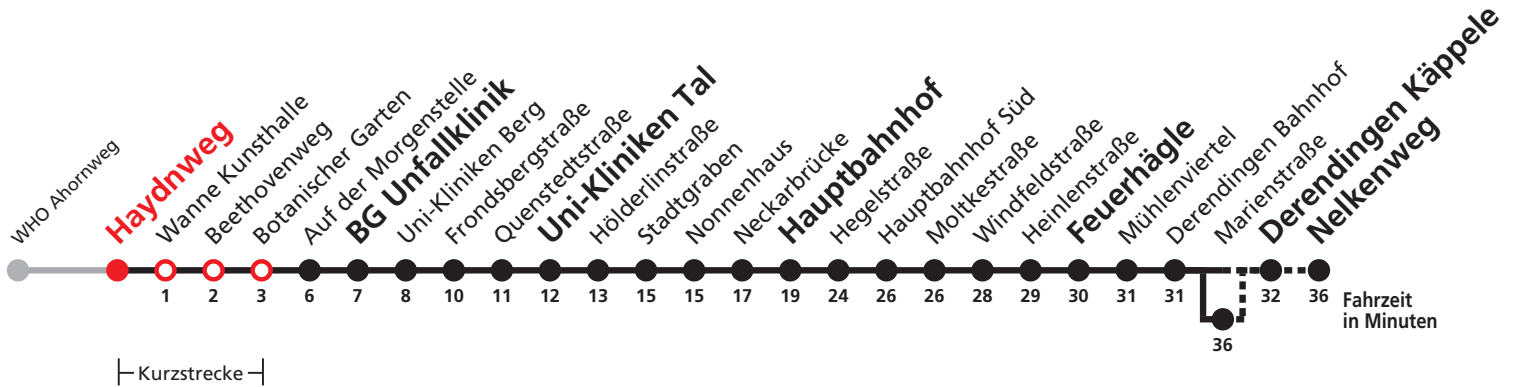 WHO Ahornweg
Haydnweg
Wanne Kunsthalle
Beethovenweg
Botanischer Garten
Auf der Morgenstelle
BG Unfallklinik
Uni-Kliniken Berg
Frondsbergstraße
Quenstedtstraße
Uni-Kliniken Tal
Hölderlinstraße
Stadtgraben
Nonnenhaus
Neckarbrücke
Hauptbahnhof
Hegelstraße
Hauptbahnhof Süd
Moltkestraße
Windfeldstraße
Heinlenstraße
Feuerhägle
Mühlenviertel
Derendingen Bahnhof
Marienstraße
Derendingen Käppele
Nelkenweg
1 2 3 6 7 8 10 11 12 13 15 15 17 19 24 26 26 28 29 30 31 31 32 36
Fahrzeit
in Minuten
36
Kurzstrecke